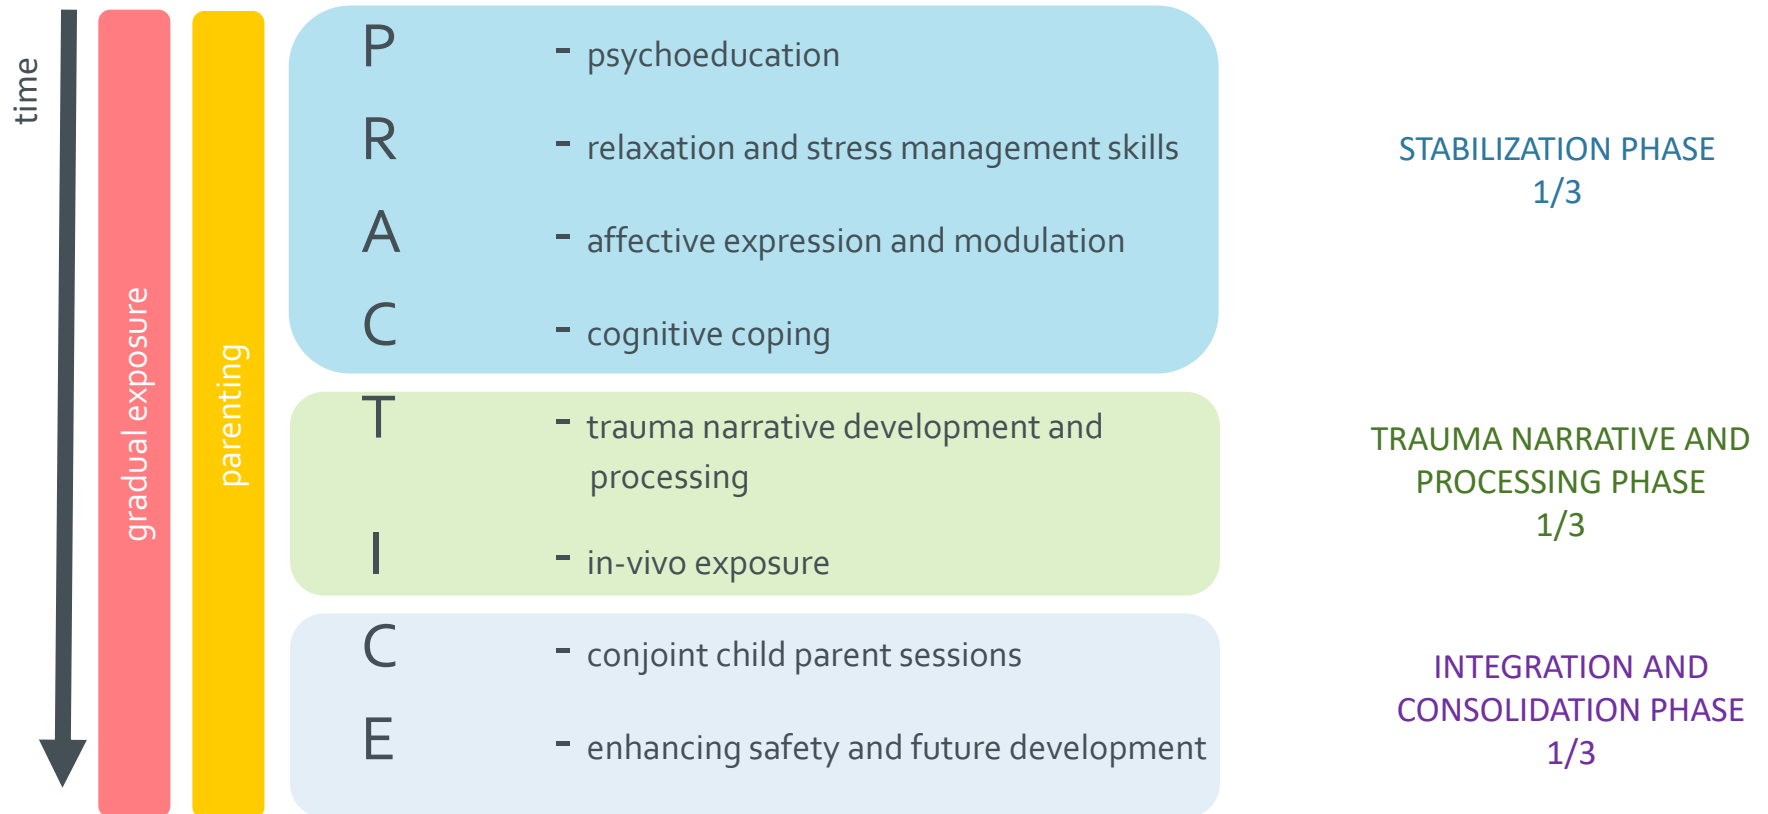 time
gradual exposure
parenting
P - psychoeducation
R - relaxation and stress management skills
A - affective expression and modulation
C - cognitive coping
STABILIZATION PHASE
1/3
T - trauma narrative development and
processing
I - in-vivo exposure
TRAUMA NARRATIVE AND
PROCESSING PHASE
1/3
C - conjoint child parent sessions
E - enhancing safety and future development
INTEGRATION AND
CONSOLIDATION PHASE
1/3